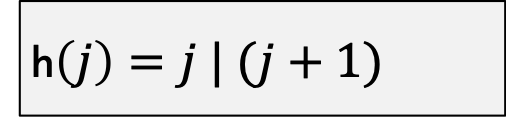 h(j) = j | (j + 1)